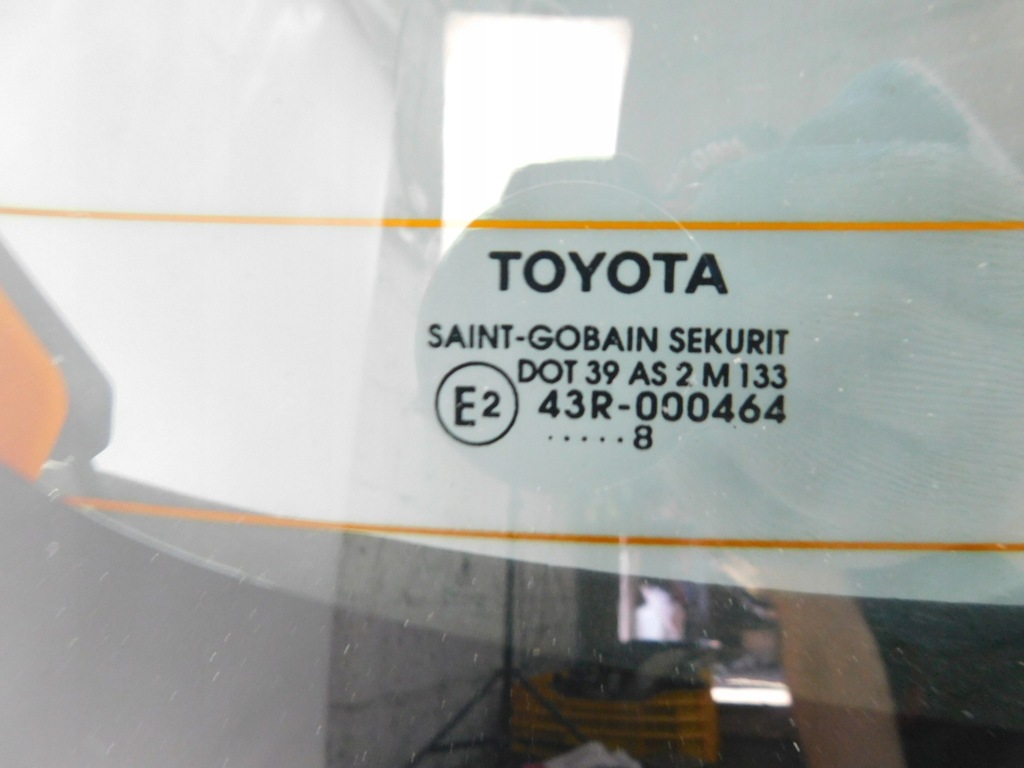 TOYOTA
SAINT-GOBAIN SEKURIT
DOT 39 AS 2 M 133
E2 43R-000464
.....8